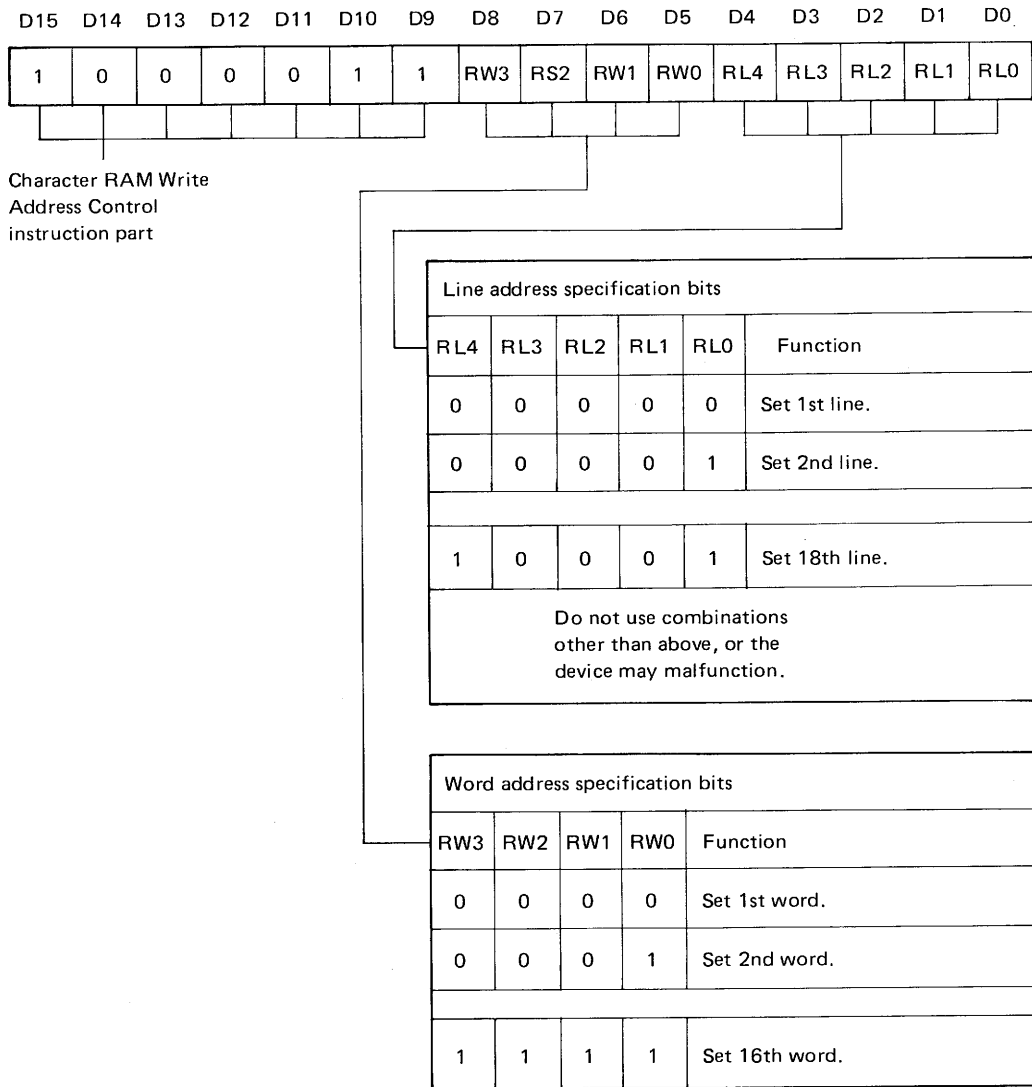 D15 D14 D13 D12 D11 D10 D9 D8 D7 D6 D5 D4 D3 D2 D1 D0
1 0 0 0 0 1 1 RW3 RS2 RW1 RW0 RL4 RL3 RL2 RL1 RL0
Character RAM Write
Address Control
instruction part
Line address specification bits
RL4 RL3 RL2 RL1 RL0 Function
0 0 0 0 0 Set 1st line.
0 0 0 0 1 Set 2nd line.
1 0 0 0 1 Set 18th line.
Do not use combinations
other than above, or the
device may malfunction.
Word address specification bits
RW3 RW2 RW1 RW0 Function
0 0 0 0 Set 1st word.
0 0 0 1 Set 2nd word.
1 1 1 1 Set 16th word.